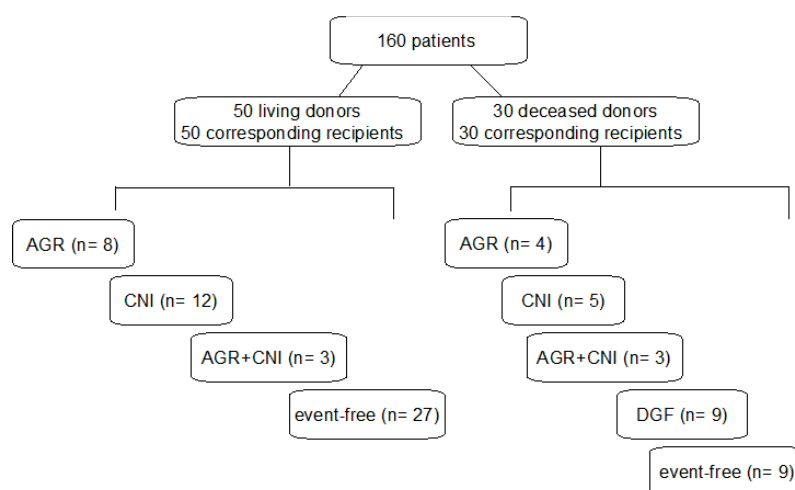 160 patients
50 living donors
50 corresponding recipients
30 deceased donors
30 corresponding recipients
AGR (n= 8)
CNI (n= 12)
AGR+CNI (n= 3)
event-free (n= 27)
AGR (n= 4)
CNI (n= 5)
AGR+CNI (n= 3)
DGF (n= 9)
event-free (n= 9)